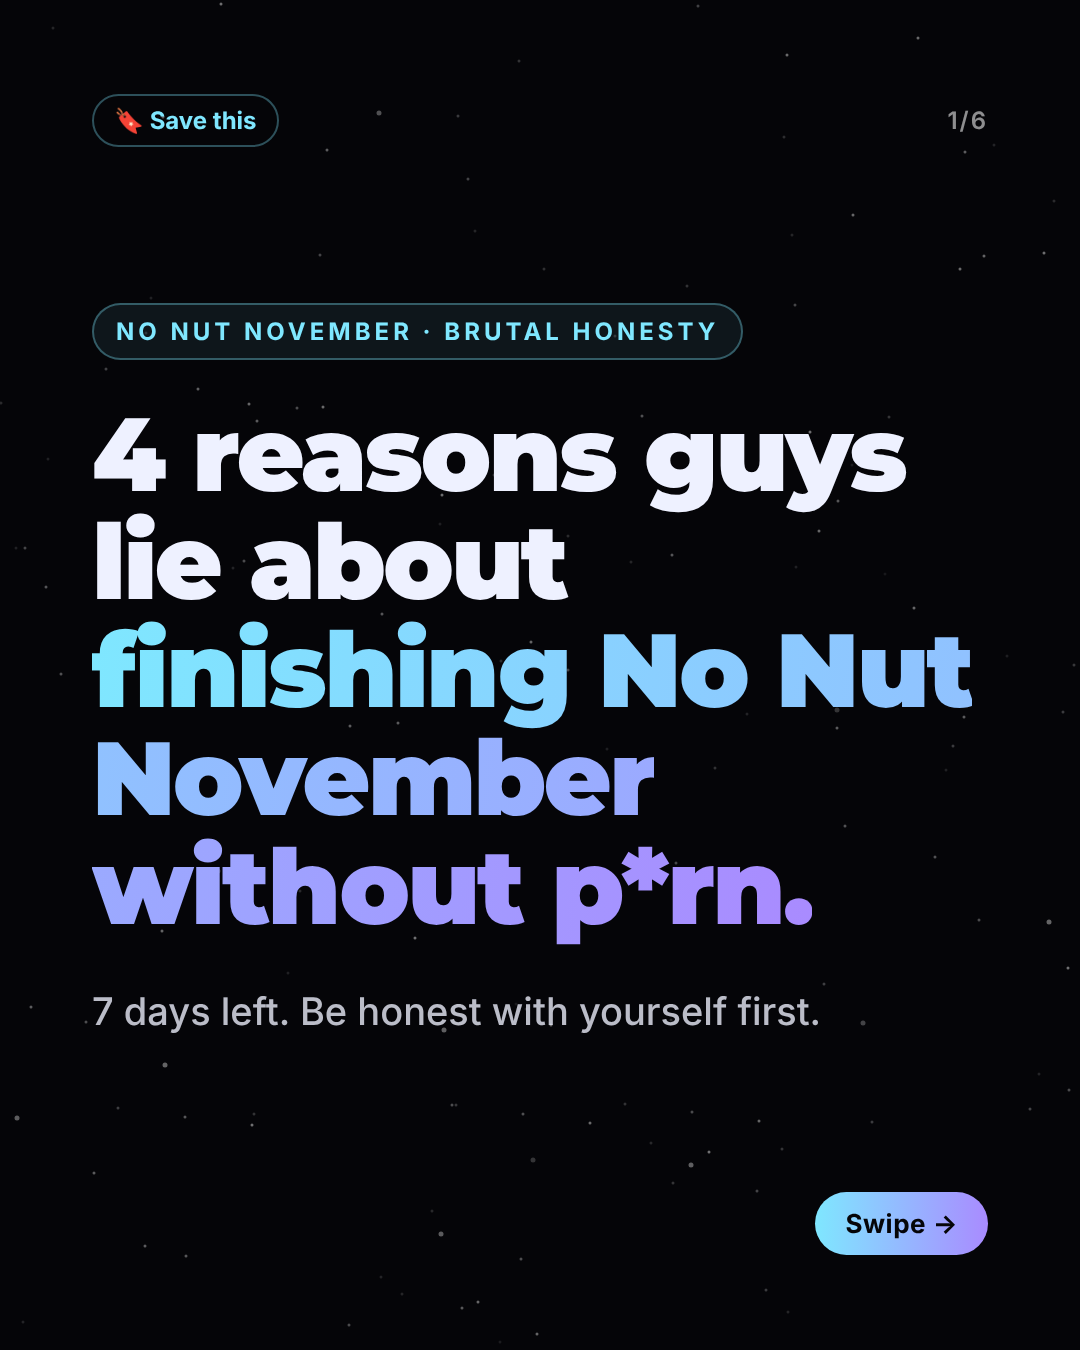 🔖 Save this
1/6
NO NUT NOVEMBER · BRUTAL HONESTY
4 reasons guys
lie about
finishing No Nut
November
without p*rn.
7 days left. Be honest with yourself first.
Swipe →